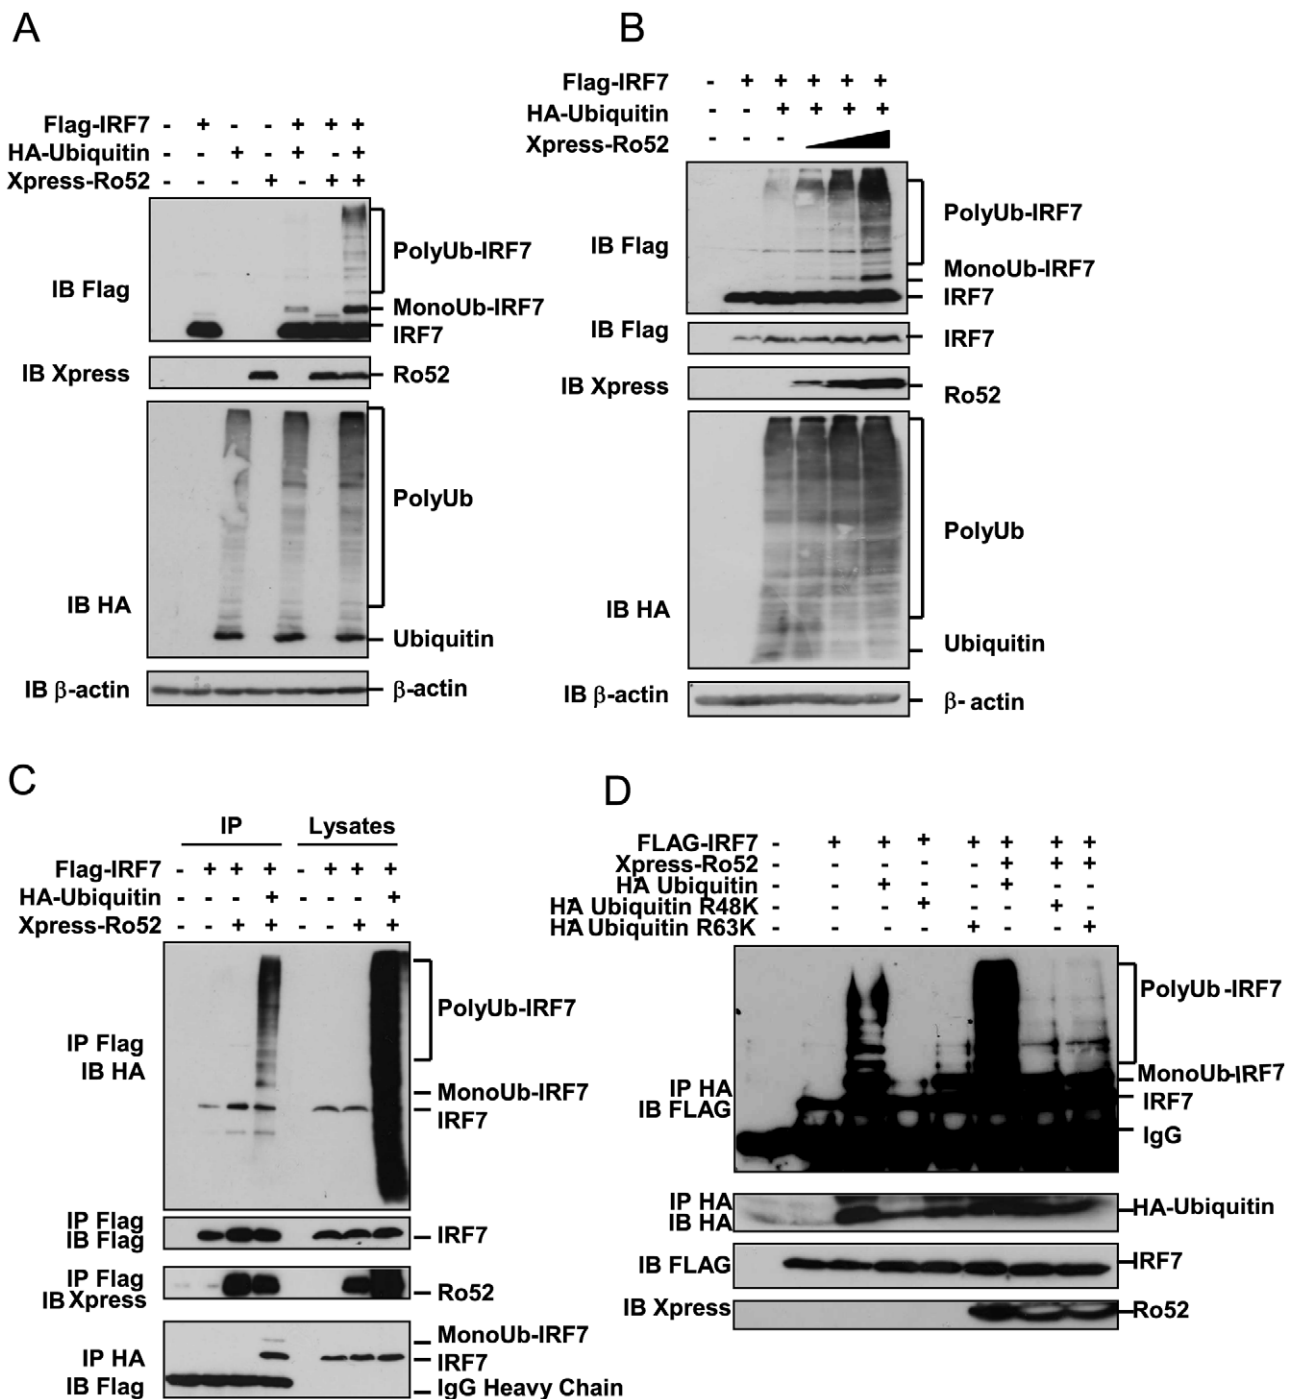 A
Flag-IRF7 - + - - + + +
HA-Ubiquitin - - + - + - +
Xpress-Ro52 - - - + - + +
IB Flag
PolyUb-IRF7
MonoUb-IRF7
IRF7
IB Xpress
Ro52
IB HA
PolyUb
Ubiquitin
IB β-actin
β-actin
B
Flag-IRF7 - + + + + +
HA-Ubiquitin - - + + + +
Xpress-Ro52 - - -
IB Flag
PolyUb-IRF7
MonoUb-IRF7
IRF7
IB Flag
IRF7
IB Xpress
Ro52
IB HA
PolyUb
Ubiquitin
IB β-actin
β- actin
C
IP Lysates
Flag-IRF7 - + + + - + + +
HA-Ubiquitin - - - + - - - +
Xpress-Ro52 - - + + - - + +
IP Flag
IB HA
PolyUb-IRF7
MonoUb-IRF7
IRF7
IP Flag
IB Flag
IRF7
IP Flag
IB Xpress
Ro52
IP HA
IB Flag
MonoUb-IRF7
IRF7
IgG Heavy Chain
D
FLAG-IRF7 - + + + + + + +
Xpress-Ro52 - - - - - + + +
HA Ubiquitin - - + - - + - -
HA Ubiquitin R48K - - - + - - + -
HA Ubiquitin R63K - - - - + - - +
IP HA
IB FLAG
PolyUb-IRF7
MonoUb-IRF7
IRF7
IgG
IP HA
IB HA
HA-Ubiquitin
IB FLAG
IRF7
IB Xpress
Ro52